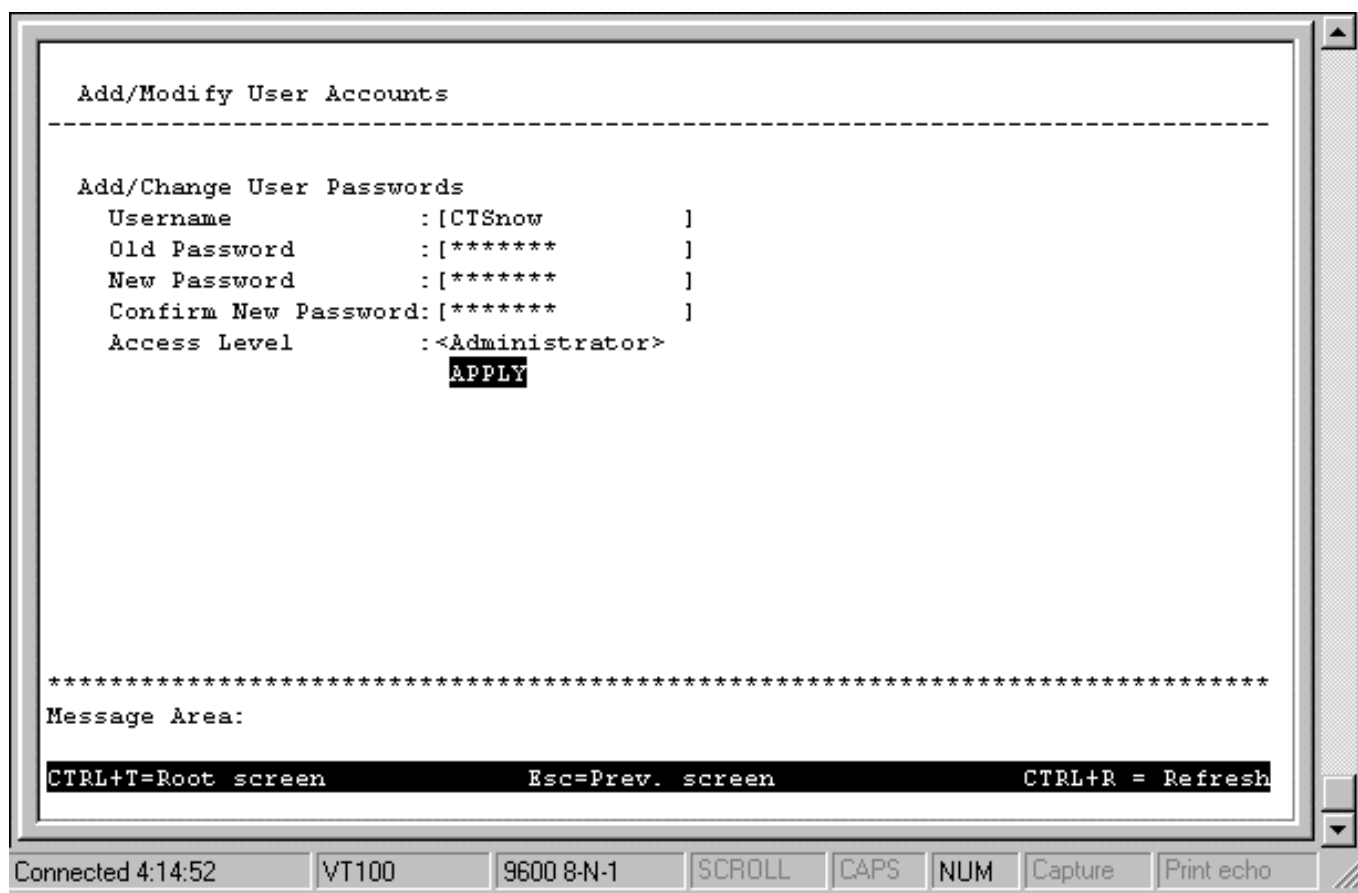 Add/Modify User Accounts
--------------------------------------------------------------------------------
Add/Change User Passwords
Username :[CTSnow ]
Old Password :[******* ]
New Password :[******* ]
Confirm New Password:[******* ]
Access Level :<Administrator>
APPLY
********************************************************************************
Message Area:
CTRL+T=Root screen Esc=Prev. screen CTRL+R = Refresh
Connected 4:14:52 VT100 9600 8-N-1 SCROLL CAPS NUM Capture Print echo